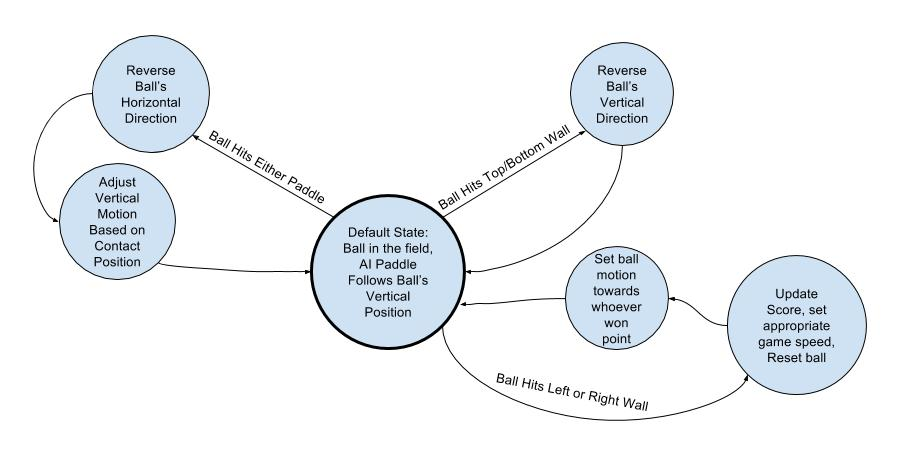 Reverse
Ball's
Horizontal
Direction
Reverse
Ball's
Vertical
Direction
Ball Hits Either Paddle
Ball Hits Top/Bottom Wall
Adjust
Vertical
Motion
Based on
Contact
Position
Default State:
Ball in the field,
AI Paddle
Follows Ball's
Vertical
Position
Set ball
motion
towards
whoever
won
point
Update
Score, set
appropriate
game speed,
Reset ball
Ball Hits Left or Right Wall